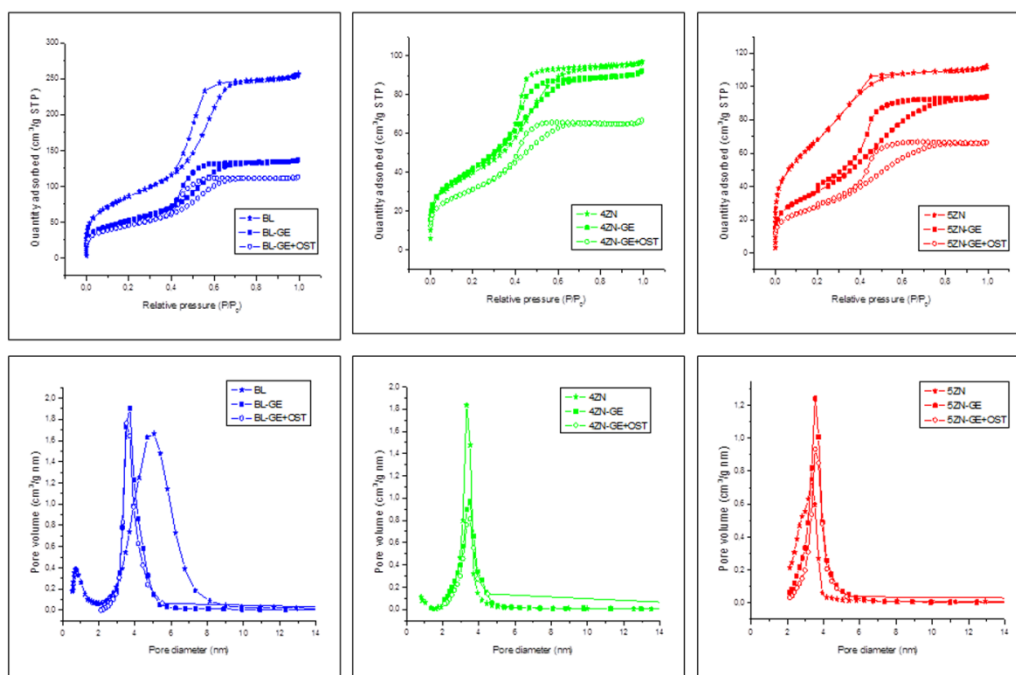 Quantity adsorbed (cm³/g STP)
300
250
200
150
100
50
0
BL
BL-GE
BL-GE+OST
0.0 0.2 0.4 0.6 0.8 1.0
Relative pressure (P/P₀)
Quantity adsorbed (cm³/g STP)
100
80
60
40
20
0
4ZN
4ZN-GE
4ZN-GE+OST
0.0 0.2 0.4 0.6 0.8 1.0
Relative pressure (P/P₀)
Quantity adsorbed (cm³/g STP)
120
100
80
60
40
20
0
5ZN
5ZN-GE
5ZN-GE+OST
0.0 0.2 0.4 0.6 0.8 1.0
Relative pressure (P/P₀)
Pore volume (cm³/g nm)
2.0
1.8
1.6
1.4
1.2
1.0
0.8
0.6
0.4
0.2
0.0
BL
BL-GE
BL-GE+OST
0 2 4 6 8 10 12 14
Pore diameter (nm)
Pore volume (cm³/g nm)
2.0
1.8
1.6
1.4
1.2
1.0
0.8
0.6
0.4
0.2
0.0
4ZN
4ZN-GE
4ZN-GE+OST
0 2 4 6 8 10 12 14
Pore diameter (nm)
Pore volume (cm³/g nm)
1.2
1.0
0.8
0.6
0.4
0.2
0.0
5ZN
5ZN-GE
5ZN-GE+OST
0 2 4 6 8 10 12 14
Pore diameter (nm)